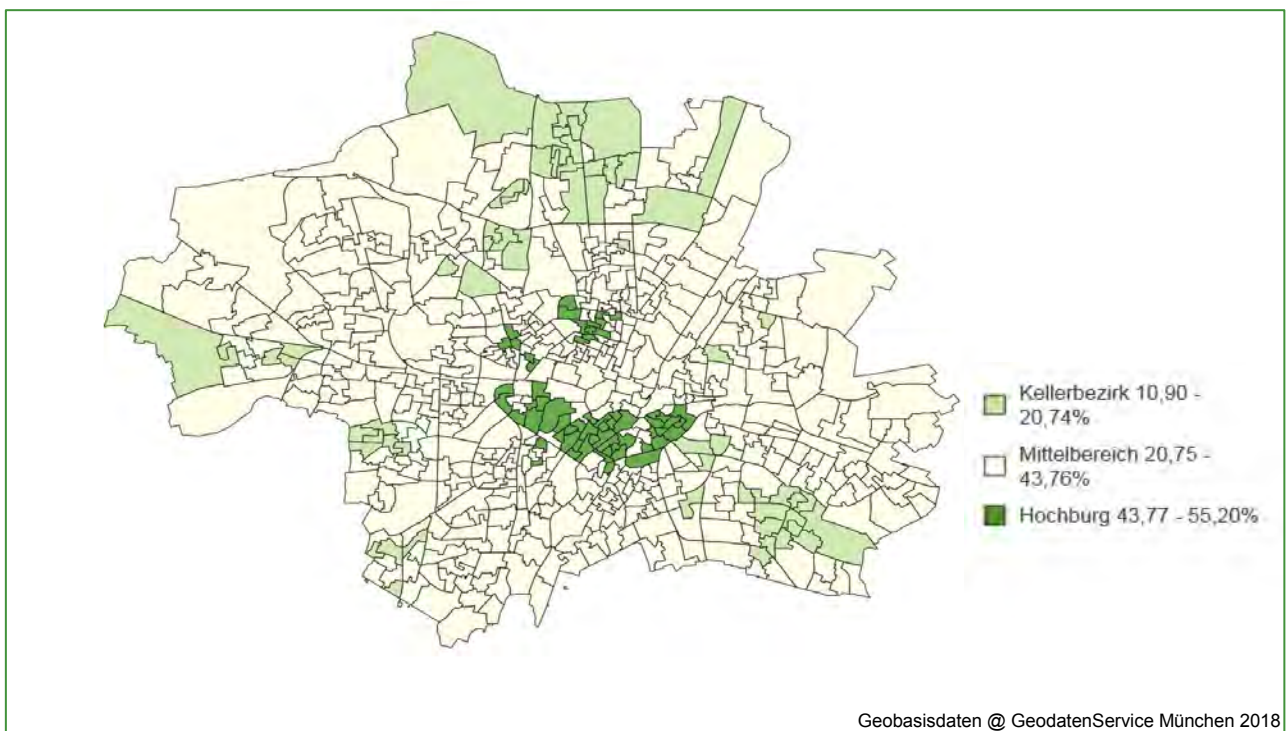 Kellerbezirk 10,90 -
20,74%
Mittelbereich 20,75 -
43,76%
Hochburg 43,77 - 55,20%
Geobasisdaten @ GeodatenService München 2018